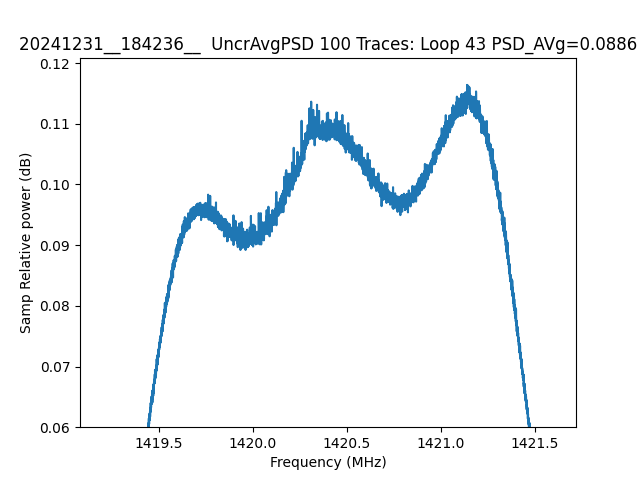 20241231__184236__ UncrAvgPSD 100 Traces: Loop 43 PSD_AVg=0.0886
0.12
0.11
0.10
0.09
0.08
0.07
0.06
Samp Relative power (dB)
1419.5 1420.0 1420.5 1421.0 1421.5
Frequency (MHz)